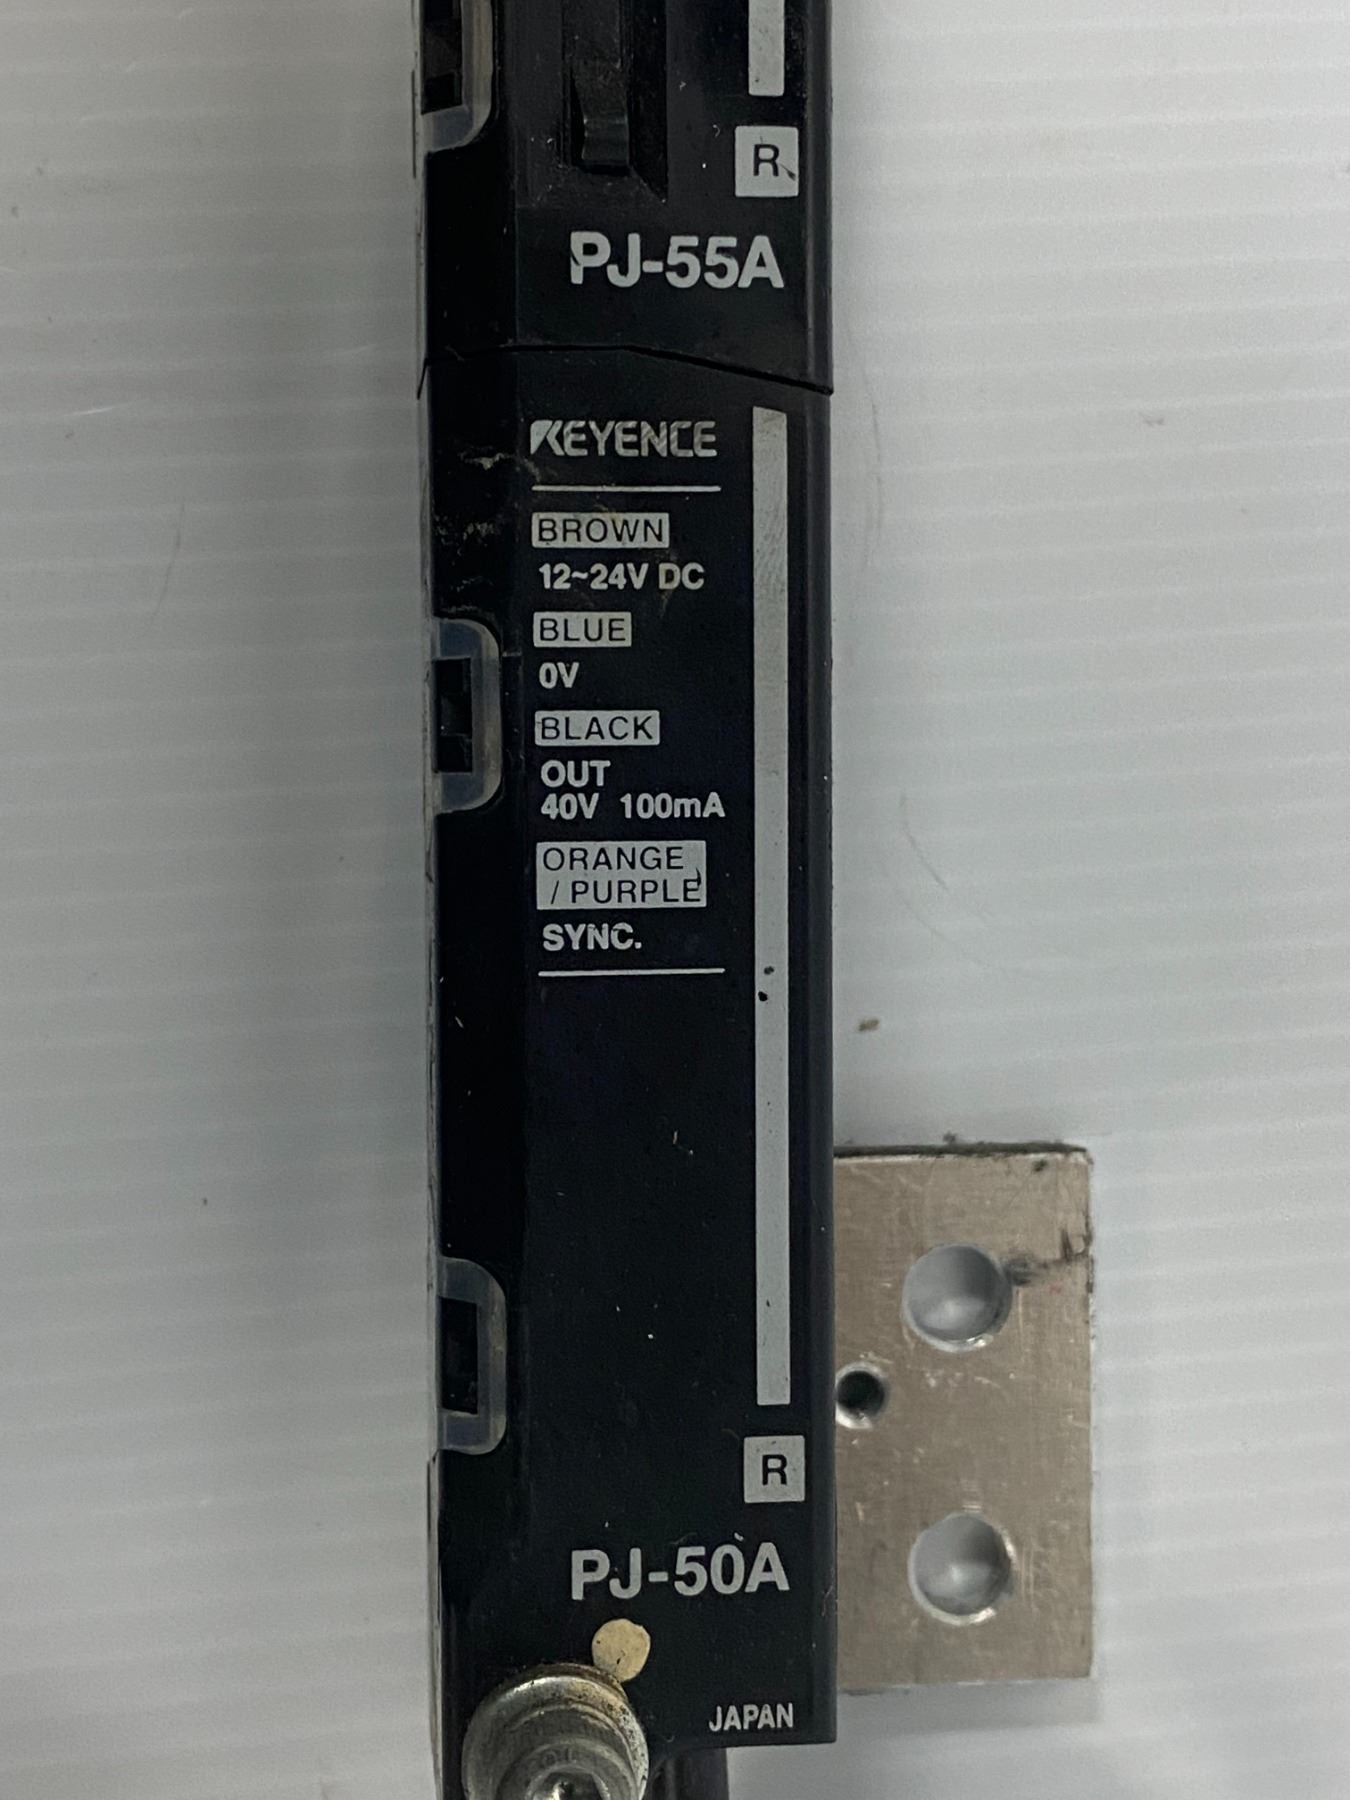 R
PJ-55A
KEYENCE
BROWN
12~24V DC
BLUE
0V
BLACK
OUT
40V 100mA
ORANGE
/ PURPLE
SYNC.
R
PJ-50A
JAPAN